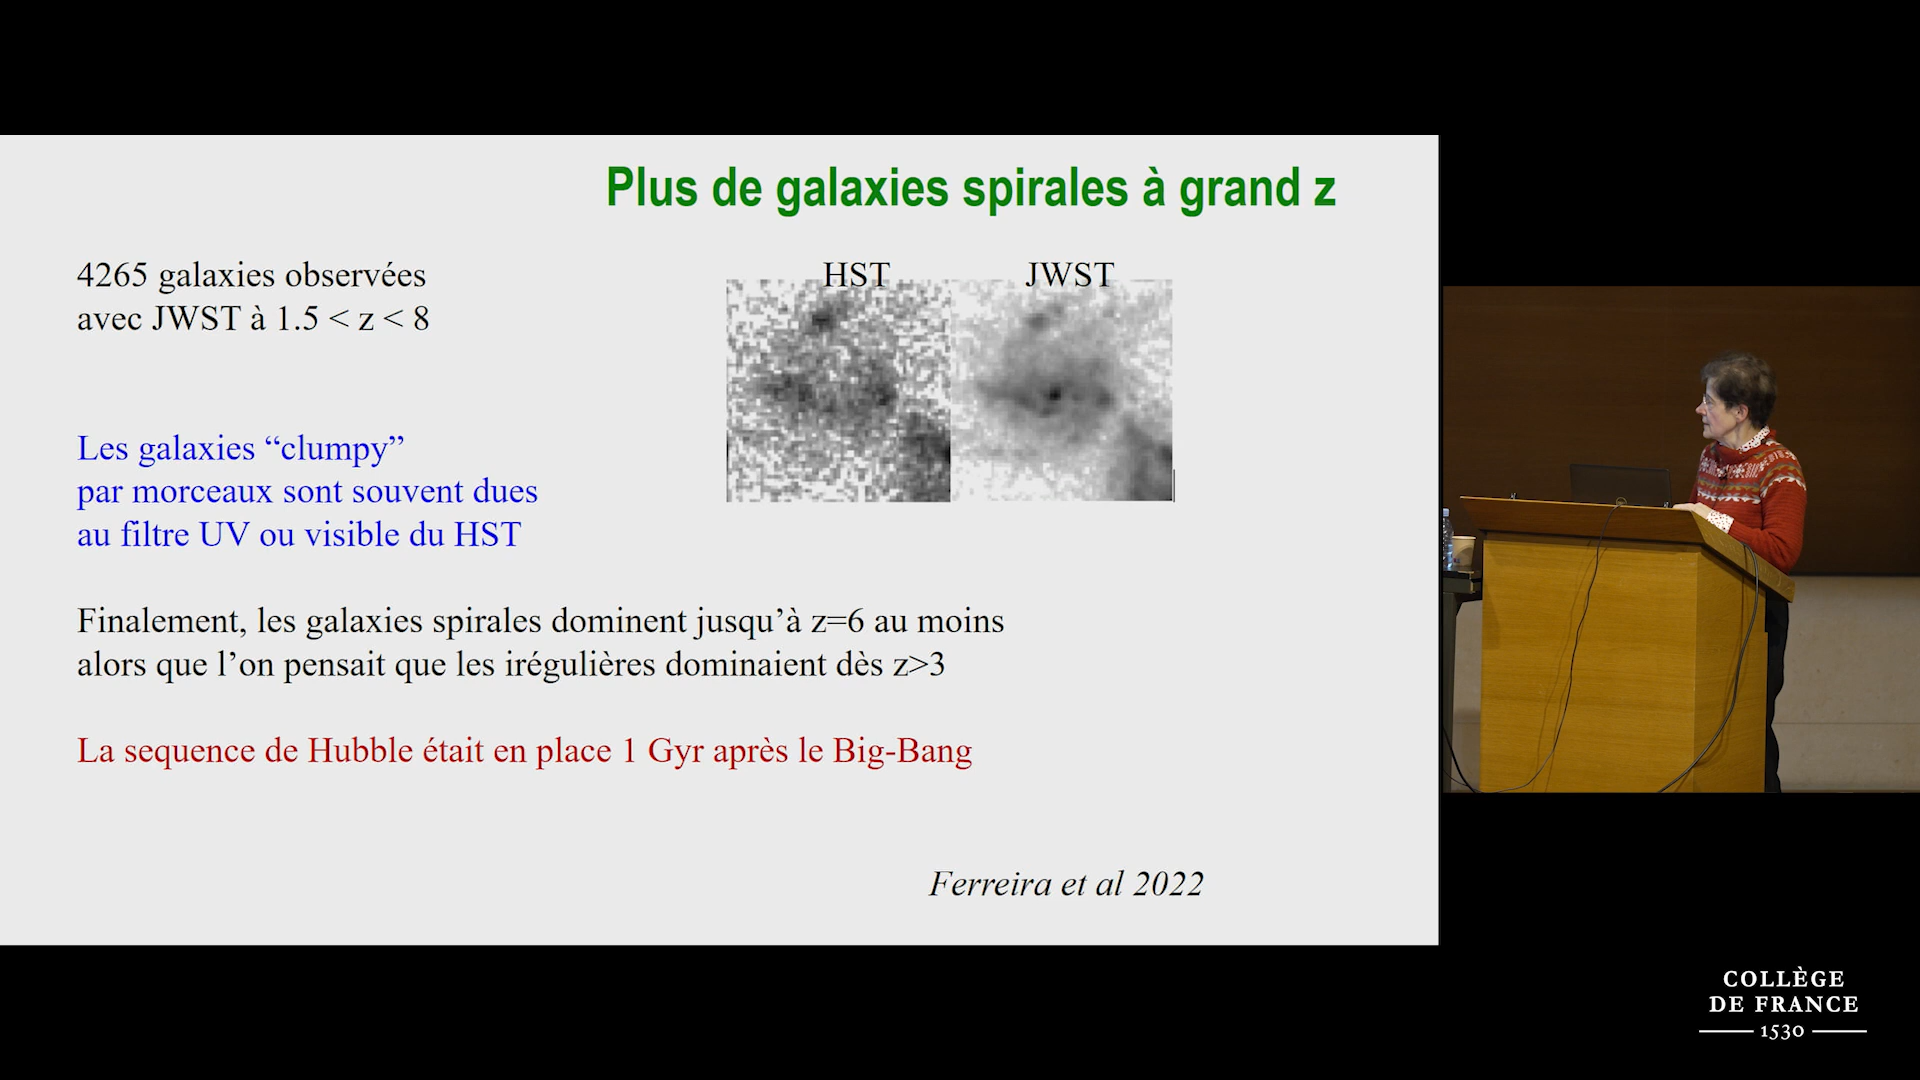 Plus de galaxies spirales à grand z
4265 galaxies observées
avec JWST à 1.5 < z < 8
HST
JWST
Les galaxies “clumpy”
par morceaux sont souvent dues
au filtre UV ou visible du HST
Finalement, les galaxies spirales dominent jusqu’à z=6 au moins
alors que l’on pensait que les irégulières dominaient dès z>3
La sequence de Hubble était en place 1 Gyr après le Big-Bang
Ferreira et al 2022
COLLÈGE
DE FRANCE
1530